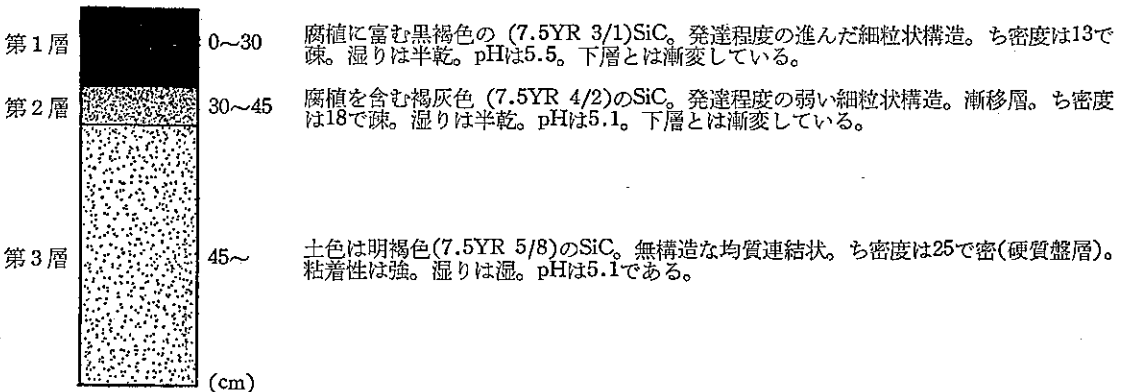 第1層
0～30
腐植に富む黒褐色の (7.5YR 3/1)SiC。発達程度の進んだ細粒状構造。ち密度は13で
疎。湿りは半乾。pHは5.5。下層とは漸変している。
第2層
30～45
腐植を含む褐灰色 (7.5YR 4/2)のSiC。発達程度の弱い細粒状構造。漸移層。ち密度
は18で疎。湿りは半乾。pHは5.1。下層とは漸変している。
第3層
45～
土色は明褐色(7.5YR 5/8)のSiC。無構造な均質連結状。ち密度は25で密(硬質盤層)。
粘着性は強。湿りは湿。pHは5.1である。
(cm)